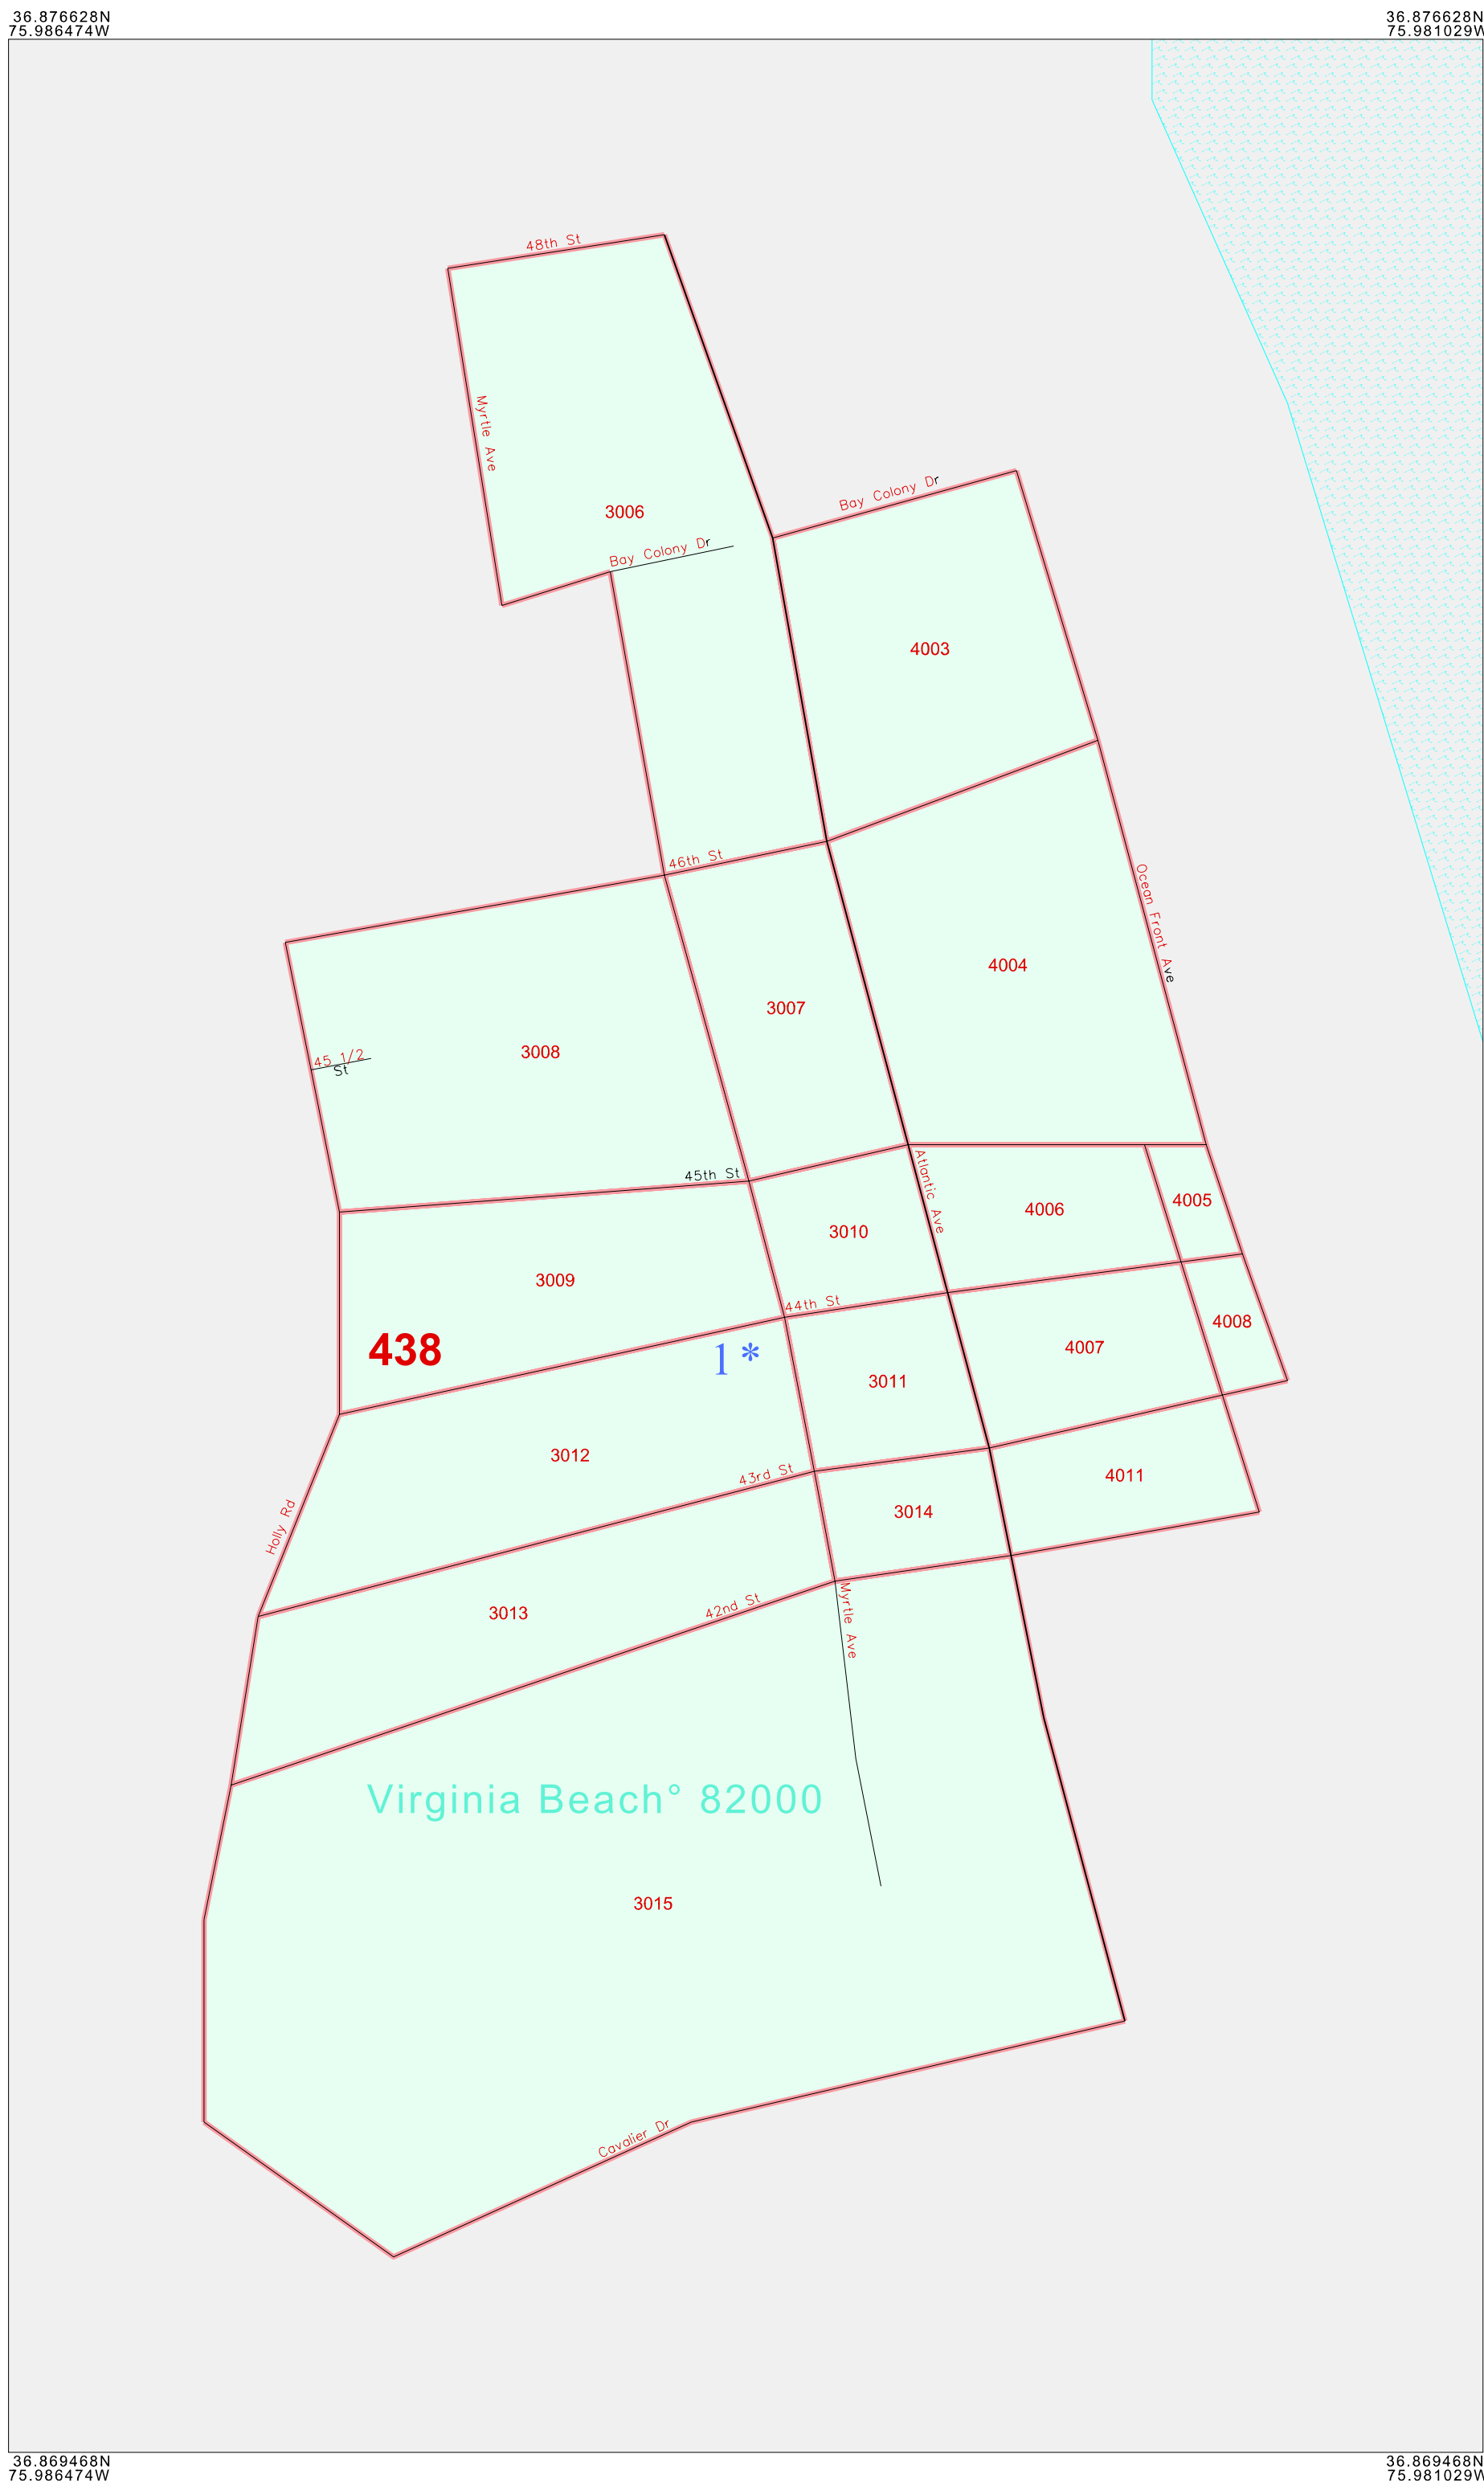 36.876628N
75.986474W
36.876628N
75.981029W
48th St
Myrtle Ave
Bay Colony Dr
3006
Bay Colony Dr
4003
46th St
Ocean Front Ave
4004
3007
3008
45 1/2
St
45th St
Atlantic Ave
4005
4006
3010
3009
44th St
4008
438
1 *
4007
3011
3012
43rd St
4011
Holly Rd
3014
42nd St
Myrtle Ave
3013
Virginia Beach° 82000
3015
Cavalier Dr
36.869468N
75.986474W
36.869468N
75.981029W